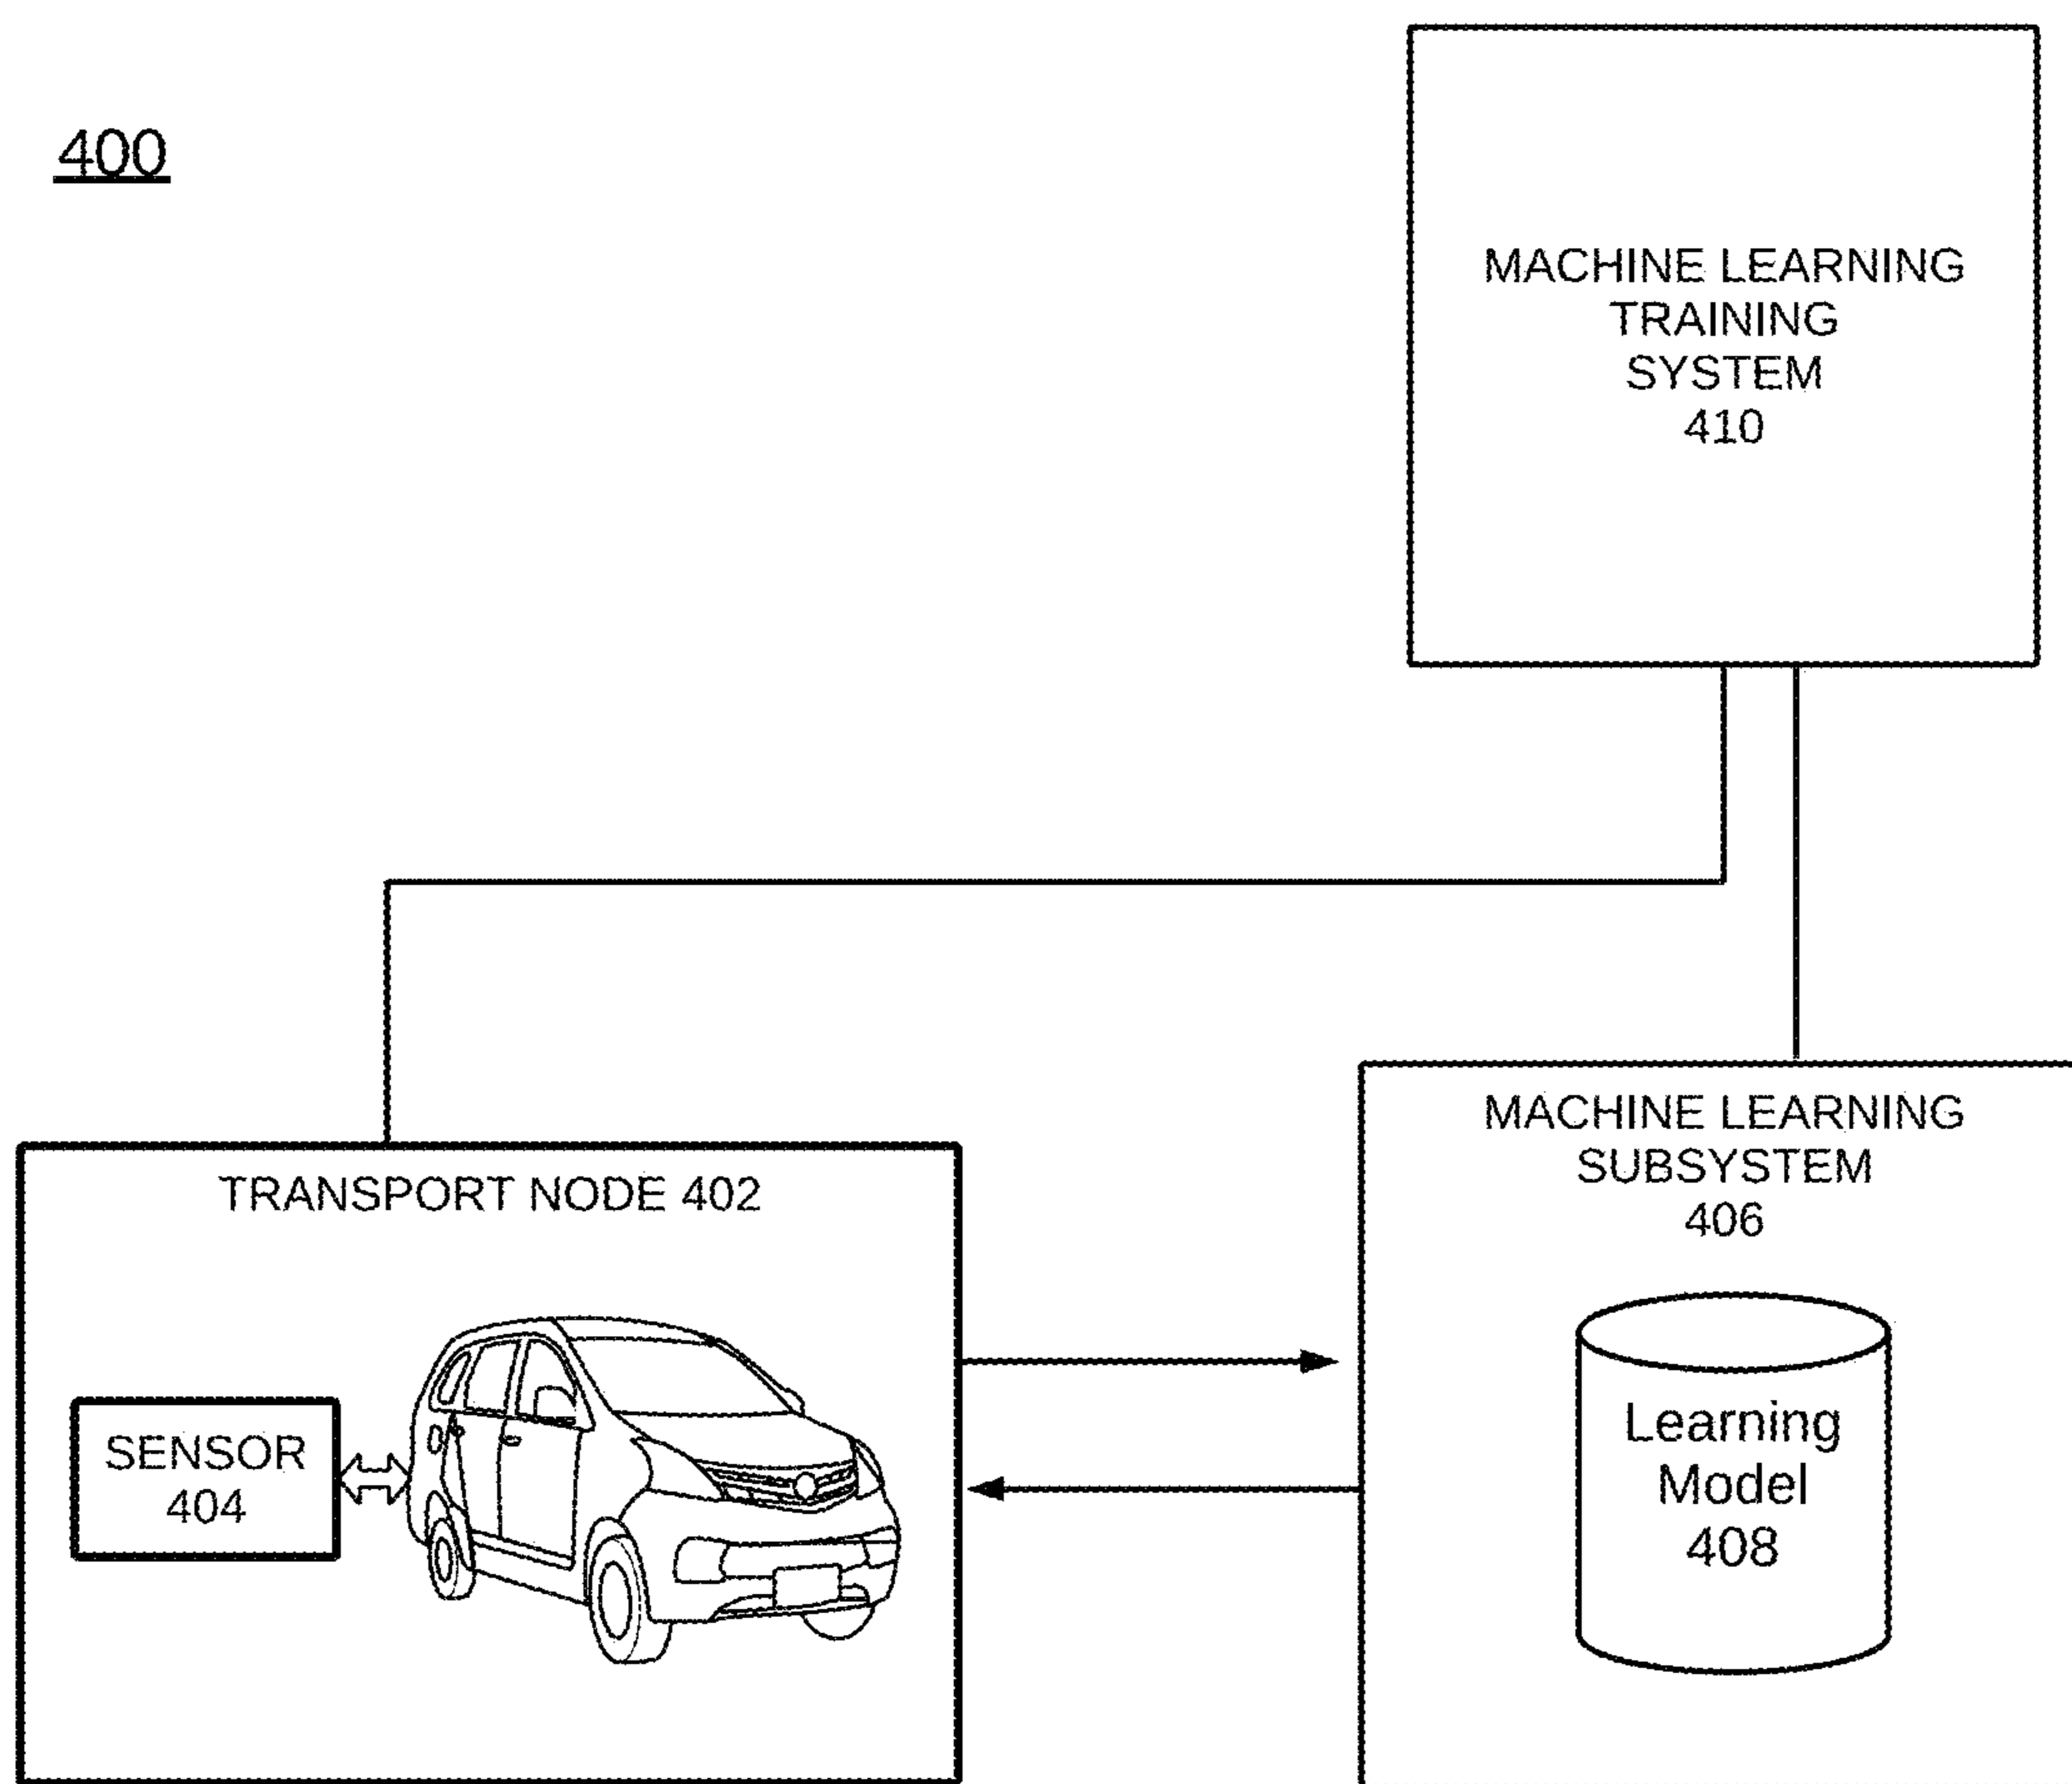 400
MACHINE LEARNING
TRAINING
SYSTEM
410
TRANSPORT NODE 402
SENSOR
404
MACHINE LEARNING
SUBSYSTEM
406
Learning
Model
408